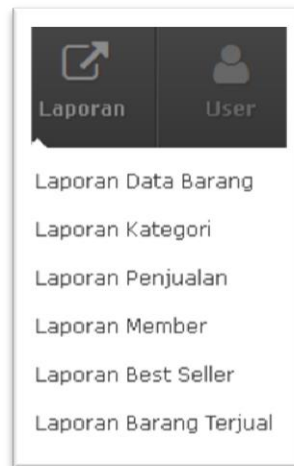 Laporan User
Laporan Data Barang
Laporan Kategori
Laporan Penjualan
Laporan Member
Laporan Best Seller
Laporan Barang Terjual